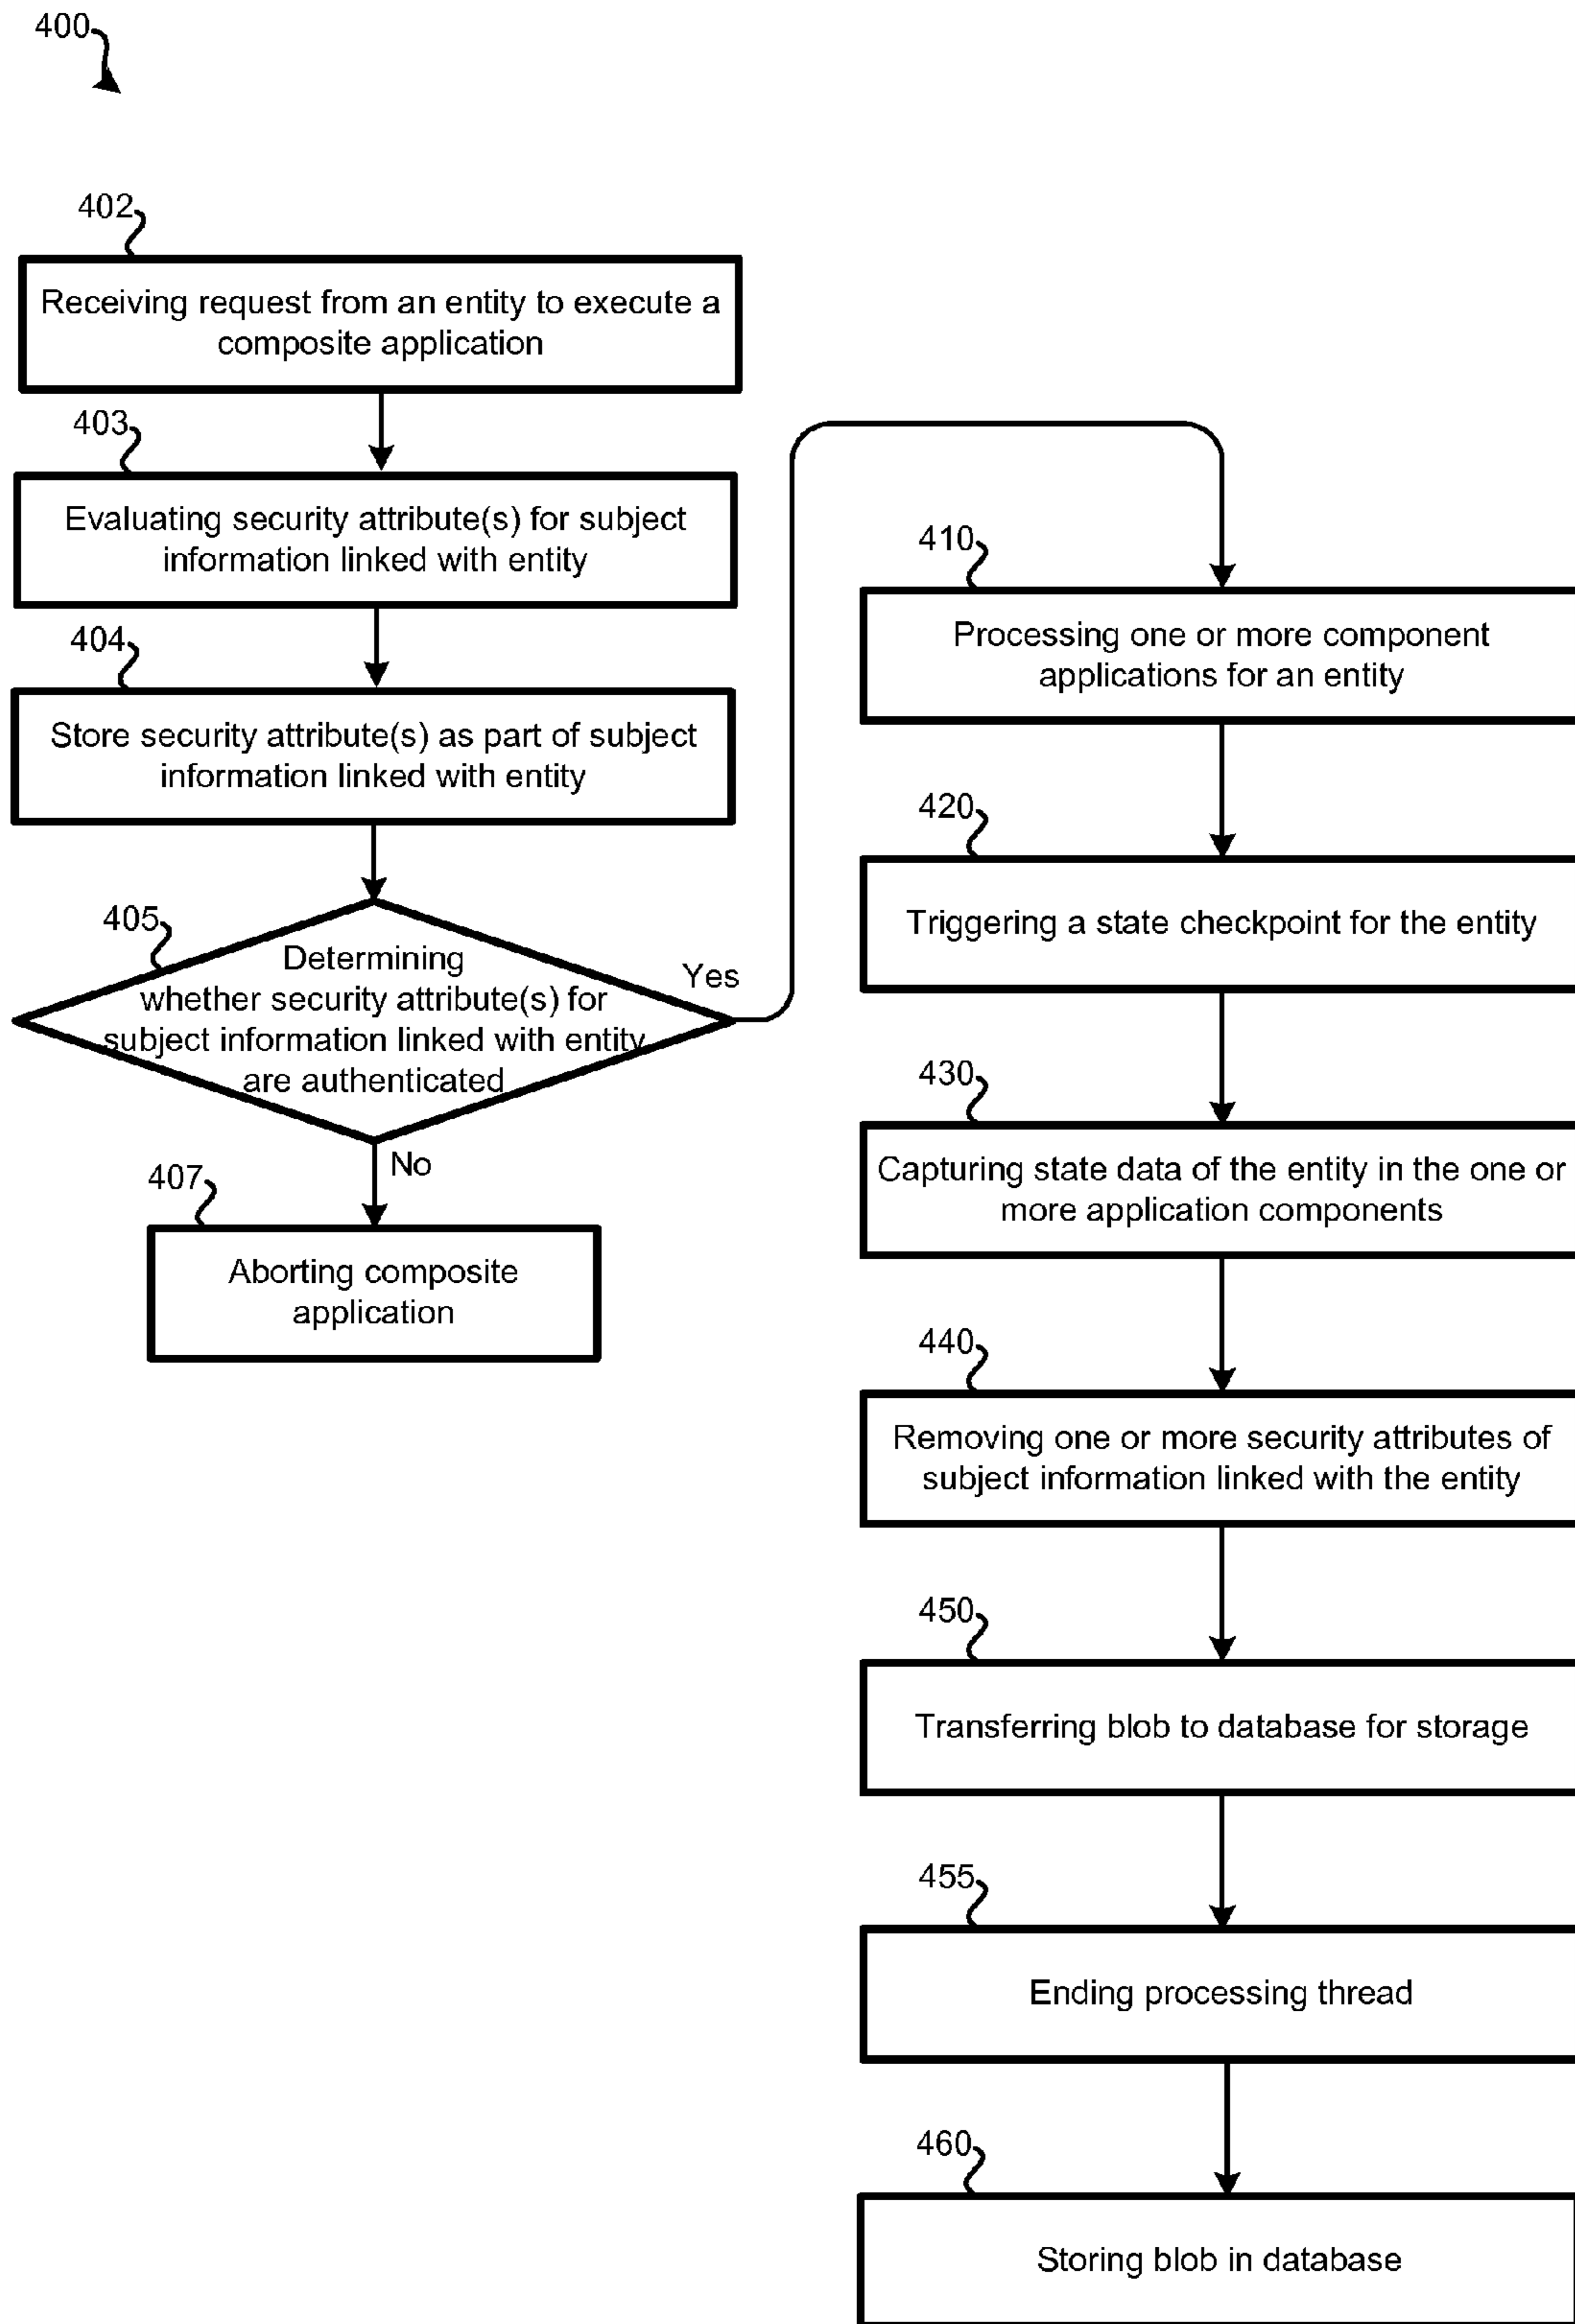 400
402
Receiving request from an entity to execute a
composite application
403
Evaluating security attribute(s) for subject
information linked with entity
404
Store security attribute(s) as part of subject
information linked with entity
405
Determining
whether security attribute(s) for
subject information linked with entity
are authenticated
Yes
No
407
Aborting composite
application
410
Processing one or more component
applications for an entity
420
Triggering a state checkpoint for the entity
430
Capturing state data of the entity in the one or
more application components
440
Removing one or more security attributes of
subject information linked with the entity
450
Transferring blob to database for storage
455
Ending processing thread
460
Storing blob in database